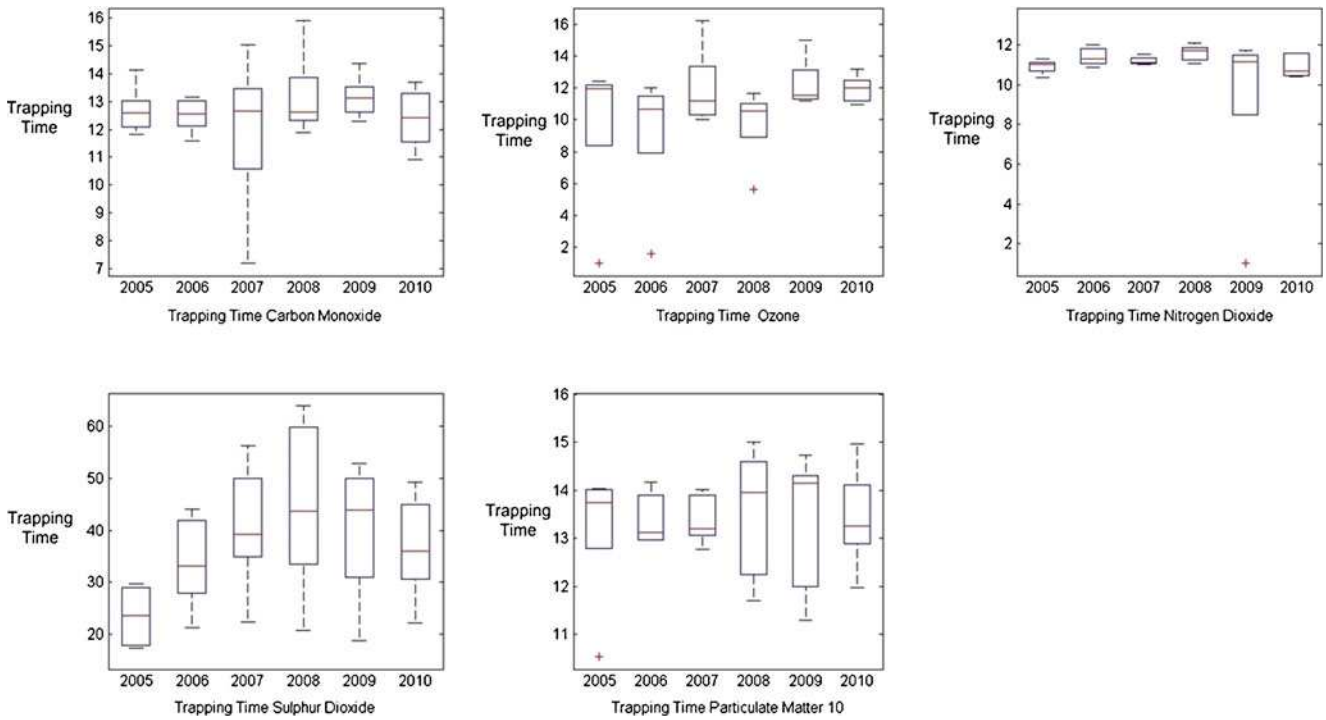 16
15
14
13
12
11
10
9
8
7
Trapping
Time
2005 2006 2007 2008 2009 2010
Trapping Time Carbon Monoxide
16
14
12
10
8
6
4
2
Trapping
Time
2005 2006 2007 2008 2009 2010
Trapping Time Ozone
12
10
8
6
4
2
Trapping
Time
2005 2006 2007 2008 2009 2010
Trapping Time Nitrogen Dioxide
60
50
40
30
20
Trapping
Time
2005 2006 2007 2008 2009 2010
Trapping Time Sulphur Dioxide
16
15
14
13
12
11
Trapping
Time
2005 2006 2007 2008 2009 2010
Trapping Time Particulate Matter 10